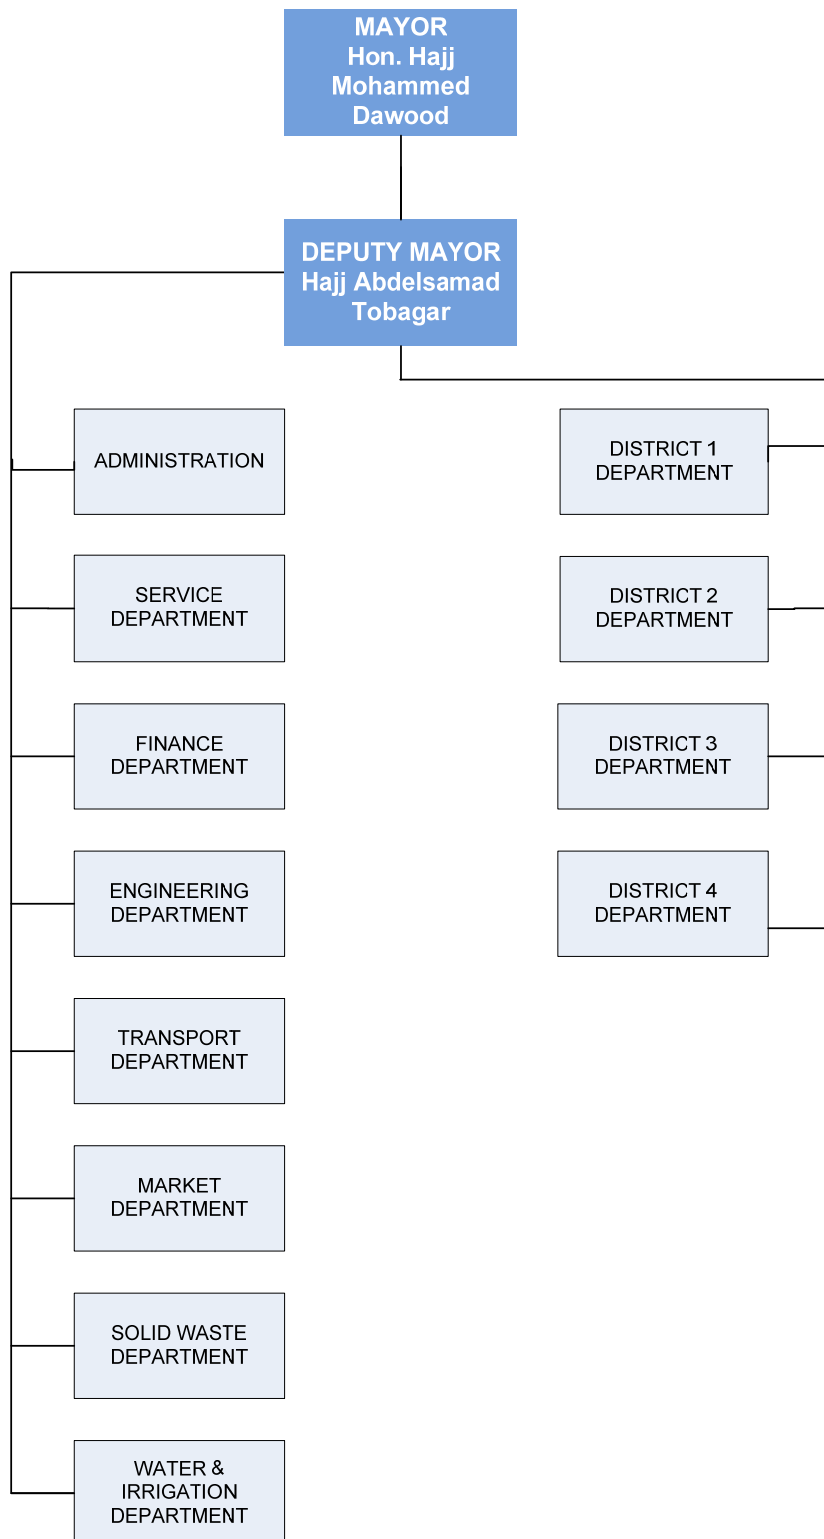 MAYOR
Hon. Hajj
Mohammed
Dawood
DEPUTY MAYOR
Hajj Abdelsamad
Tobagar
ADMINISTRATION
SERVICE
DEPARTMENT
FINANCE
DEPARTMENT
ENGINEERING
DEPARTMENT
TRANSPORT
DEPARTMENT
MARKET
DEPARTMENT
SOLID WASTE
DEPARTMENT
WATER &
IRRIGATION
DEPARTMENT
DISTRICT 1
DEPARTMENT
DISTRICT 2
DEPARTMENT
DISTRICT 3
DEPARTMENT
DISTRICT 4
DEPARTMENT